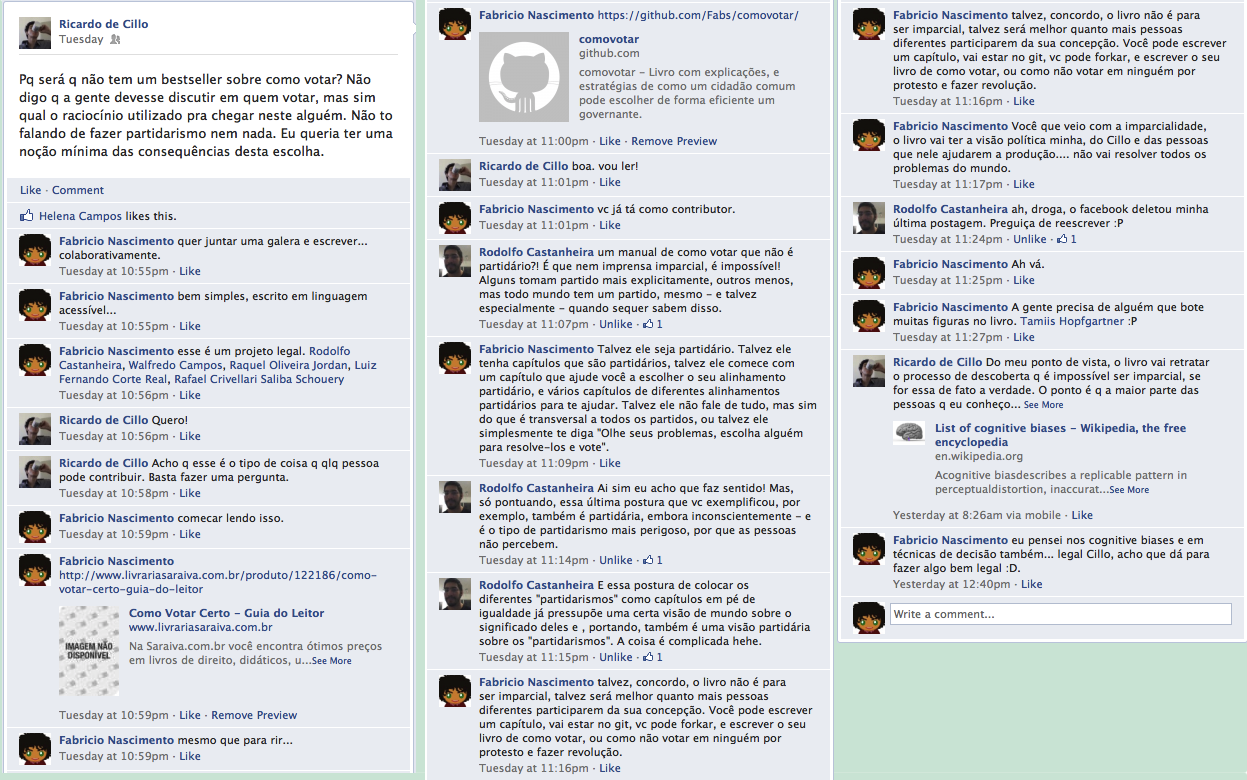 Ricardo de Cillo
Tuesday
Pq será q não tem um bestseller sobre como votar? Não
digo q a gente devesse discutir em quem votar, mas sim
qual o raciocínio utilizado pra chegar neste alguém. Não to
falando de fazer partidarismo nem nada. Eu queria ter uma
noção mínima das consequências desta escolha.
Like · Comment
Helena Campos likes this.
Fabricio Nascimento quer juntar uma galera e escrever...
colaborativamente.
Tuesday at 10:55pm · Like
Fabricio Nascimento bem simples, escrito em linguagem
acessível...
Tuesday at 10:55pm · Like
Fabricio Nascimento esse é um projeto legal. Rodolfo
Castanheira, Walfredo Campos, Raquel Oliveira Jordan, Luiz
Fernando Corte Real, Rafael Crivellari Saliba Schouery
Tuesday at 10:56pm · Like
Ricardo de Cillo Quero!
Tuesday at 10:56pm · Like
Ricardo de Cillo Acho q esse é o tipo de coisa q qlq pessoa
pode contribuir. Basta fazer uma pergunta.
Tuesday at 10:58pm · Like
Fabricio Nascimento comecar lendo isso.
Tuesday at 10:59pm · Like
Fabricio Nascimento
http://www.livrariasaraiva.com.br/produto/122186/como-
votar-certo-guia-do-leitor
IMAGEM NÃO
DISPONÍVEL
Como Votar Certo - Guia do Leitor
www.livrariasaraiva.com.br
Na Saraiva.com.br você encontra ótimos preços
em livros de direito, didáticos, u...See More
Tuesday at 10:59pm · Like · Remove Preview
Fabricio Nascimento mesmo que para rir...
Tuesday at 10:59pm · Like
Fabricio Nascimento https://github.com/Fabs/comovotar/
comovotar
github.com
comovotar - Livro com explicações, e
estratégias de como um cidadão comum
pode escolher de forma eficiente um
governante.
Tuesday at 11:00pm · Like · Remove Preview
Ricardo de Cillo boa. vou ler!
Tuesday at 11:01pm · Like
Fabricio Nascimento vc já tá como contributor.
Tuesday at 11:01pm · Like
Rodolfo Castanheira um manual de como votar que não é
partidário?! É que nem imprensa imparcial, é impossível!
Alguns tomam partido mais explicitamente, outros menos,
mas todo mundo tem um partido, mesmo - e talvez
especialmente - quando sequer sabem disso.
Tuesday at 11:07pm · Unlike · 1
Fabricio Nascimento Talvez ele seja partidário. Talvez ele
tenha capítulos que são partidários, talvez ele comece com
um capítulo que ajude você a escolher o seu alinhamento
partidário, e vários capítulos de diferentes alinhamentos
partidários para te ajudar. Talvez ele não fale de tudo, mas sim
do que é transversal a todos os partidos, ou talvez ele
simplesmente te diga "Olhe seus problemas, escolha alguém
para resolve-los e vote".
Tuesday at 11:09pm · Like
Rodolfo Castanheira Ai sim eu acho que faz sentido! Mas,
só pontuando, essa última postura que vc exemplificou, por
exemplo, também é partidária, embora inconscientemente - e
é o tipo de partidarismo mais perigoso, por que as pessoas
não percebem.
Tuesday at 11:14pm · Unlike · 1
Rodolfo Castanheira E essa postura de colocar os
diferentes "partidarismos" como capítulos em pé de
igualdade já pressupõe uma certa visão de mundo sobre o
significado deles e , portando, também é uma visão partidária
sobre os "partidarismos". A coisa é complicada hehe.
Tuesday at 11:15pm · Unlike · 1
Fabricio Nascimento talvez, concordo, o livro não é para
ser imparcial, talvez será melhor quanto mais pessoas
diferentes participarem da sua concepção. Você pode escrever
um capítulo, vai estar no git, vc pode forkar, e escrever o seu
livro de como votar, ou como não votar em ninguém por
protesto e fazer revolução.
Tuesday at 11:16pm · Like
Fabricio Nascimento talvez, concordo, o livro não é para
ser imparcial, talvez será melhor quanto mais pessoas
diferentes participarem da sua concepção. Você pode escrever
um capítulo, vai estar no git, vc pode forkar, e escrever o seu
livro de como votar, ou como não votar em ninguém por
protesto e fazer revolução.
Tuesday at 11:16pm · Like
Fabricio Nascimento Você que veio com a imparcialidade,
o livro vai ter a visão política minha, do Cillo e das pessoas
que nele ajudarem a produção.... não vai resolver todos os
problemas do mundo.
Tuesday at 11:17pm · Like
Rodolfo Castanheira ah, droga, o facebook deletou minha
última postagem. Preguiça de reescrever :P
Tuesday at 11:24pm · Unlike · 1
Fabricio Nascimento Ah vá.
Tuesday at 11:25pm · Like
Fabricio Nascimento A gente precisa de alguém que bote
muitas figuras no livro. Tamiis Hopfgartner :P
Tuesday at 11:27pm · Like
Ricardo de Cillo Do meu ponto de vista, o livro vai retratar
o processo de descoberta q é impossível ser imparcial, se
for essa de fato a verdade. O ponto é q a maior parte das
pessoas q eu conheço... See More
List of cognitive biases - Wikipedia, the free
encyclopedia
en.wikipedia.org
Acognitive biasdescribes a replicable pattern in
perceptualdistortion, inaccurat...See More
Yesterday at 8:26am via mobile · Like
Fabricio Nascimento eu pensei nos cognitive biases e em
técnicas de decisão também... legal Cillo, acho que dá para
fazer algo bem legal :D.
Yesterday at 12:40pm · Like
Write a comment...